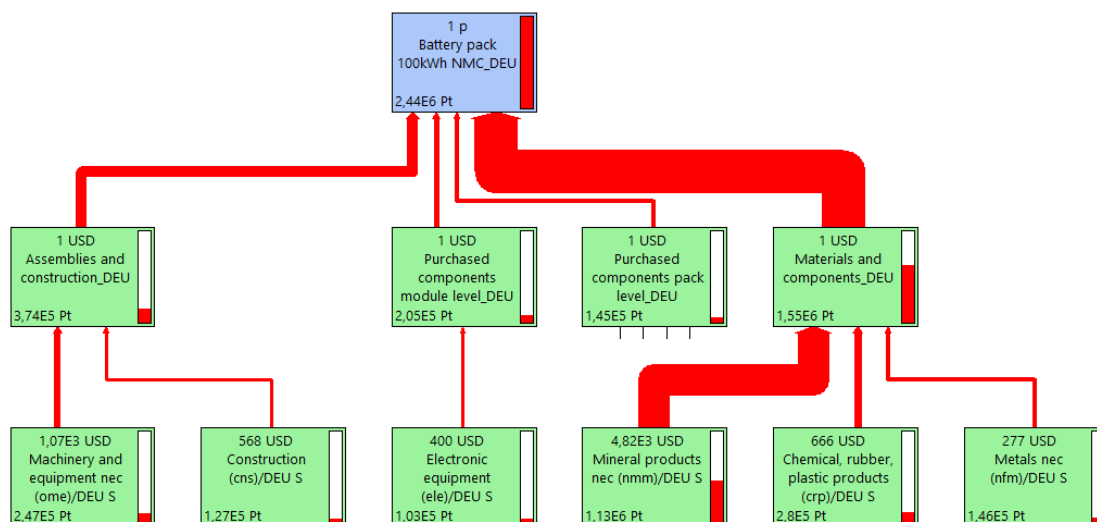 1 p
Battery pack
100kWh NMC_DEU
2,44E6 Pt
1 USD
Assemblies and
construction_DEU
3,74E5 Pt
1 USD
Purchased
components
module level_DEU
2,05E5 Pt
1 USD
Purchased
components pack
level_DEU
1,45E5 Pt
1 USD
Materials and
components_DEU
1,55E6 Pt
1,07E3 USD
Machinery and
equipment nec
(ome)/DEU S
2,47E5 Pt
568 USD
Construction
(cns)/DEU S
1,27E5 Pt
400 USD
Electronic
equipment
(ele)/DEU S
1,03E5 Pt
4,82E3 USD
Mineral products
nec (nmm)/DEU S
1,13E6 Pt
666 USD
Chemical, rubber,
plastic products
(crp)/DEU S
2,8E5 Pt
277 USD
Metals nec
(nfm)/DEU S
1,46E5 Pt